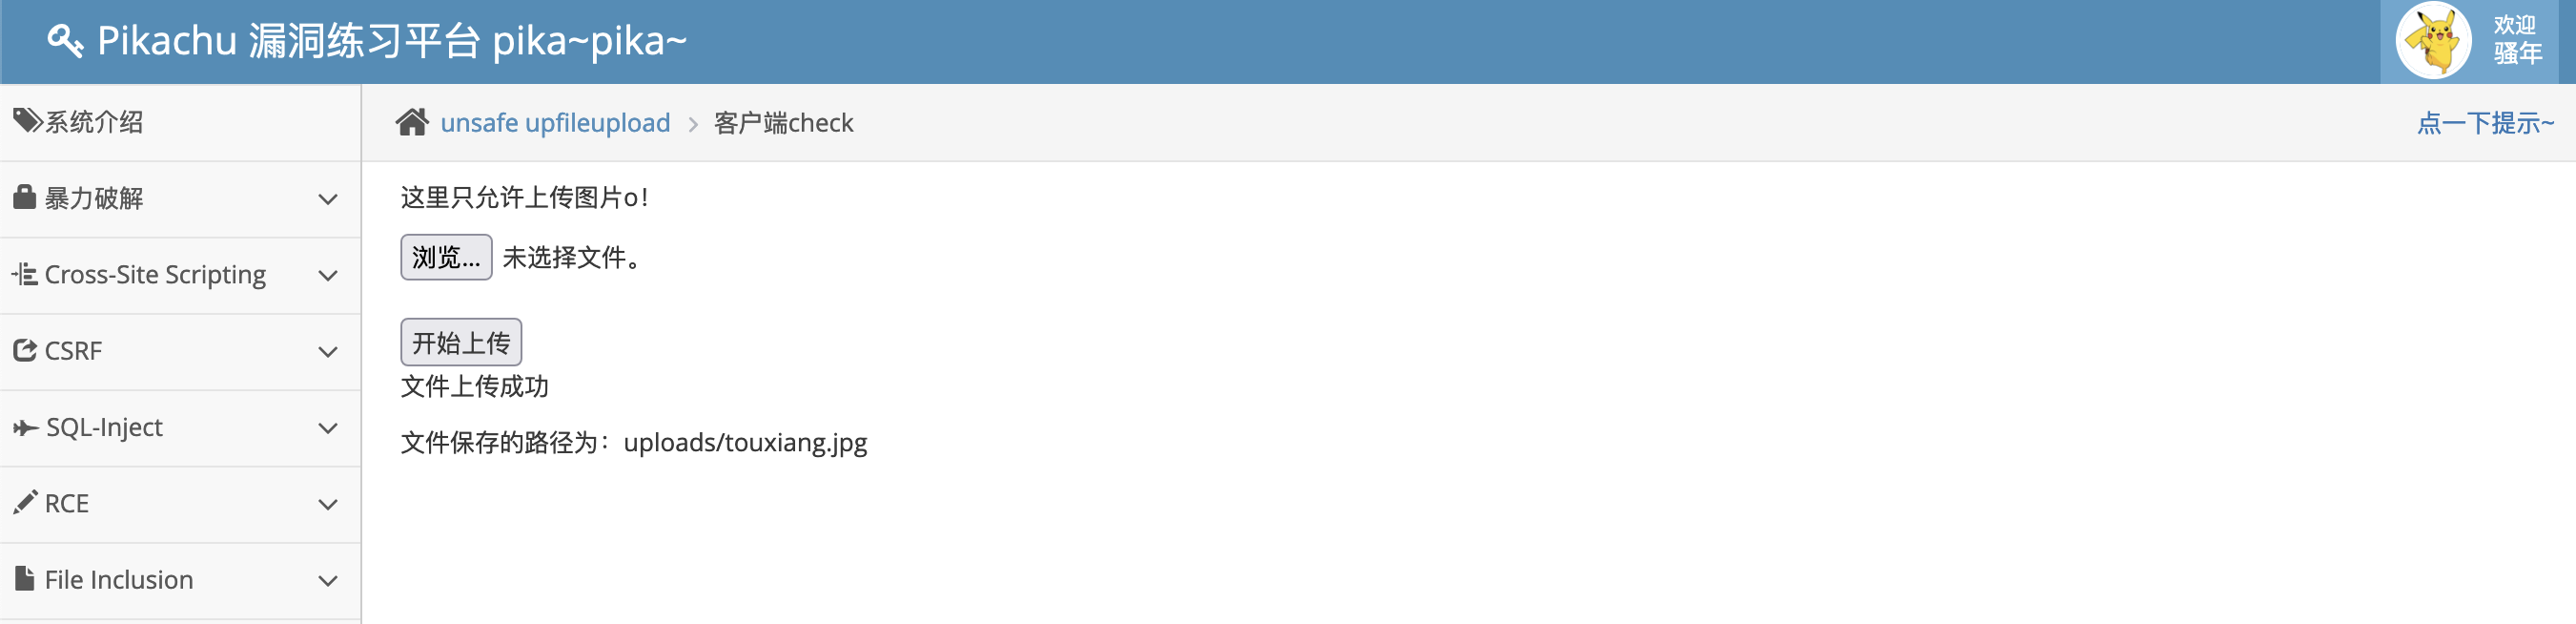 Pikachu 漏洞练习平台 pika~pika~
欢迎
骚年
系统介绍
暴力破解
Cross-Site Scripting
CSRF
SQL-Inject
RCE
File Inclusion
unsafe upfileupload > 客户端check
点一下提示~
这里只允许上传图片o!
浏览... 未选择文件。
开始上传
文件上传成功
文件保存的路径为：uploads/touxiang.jpg